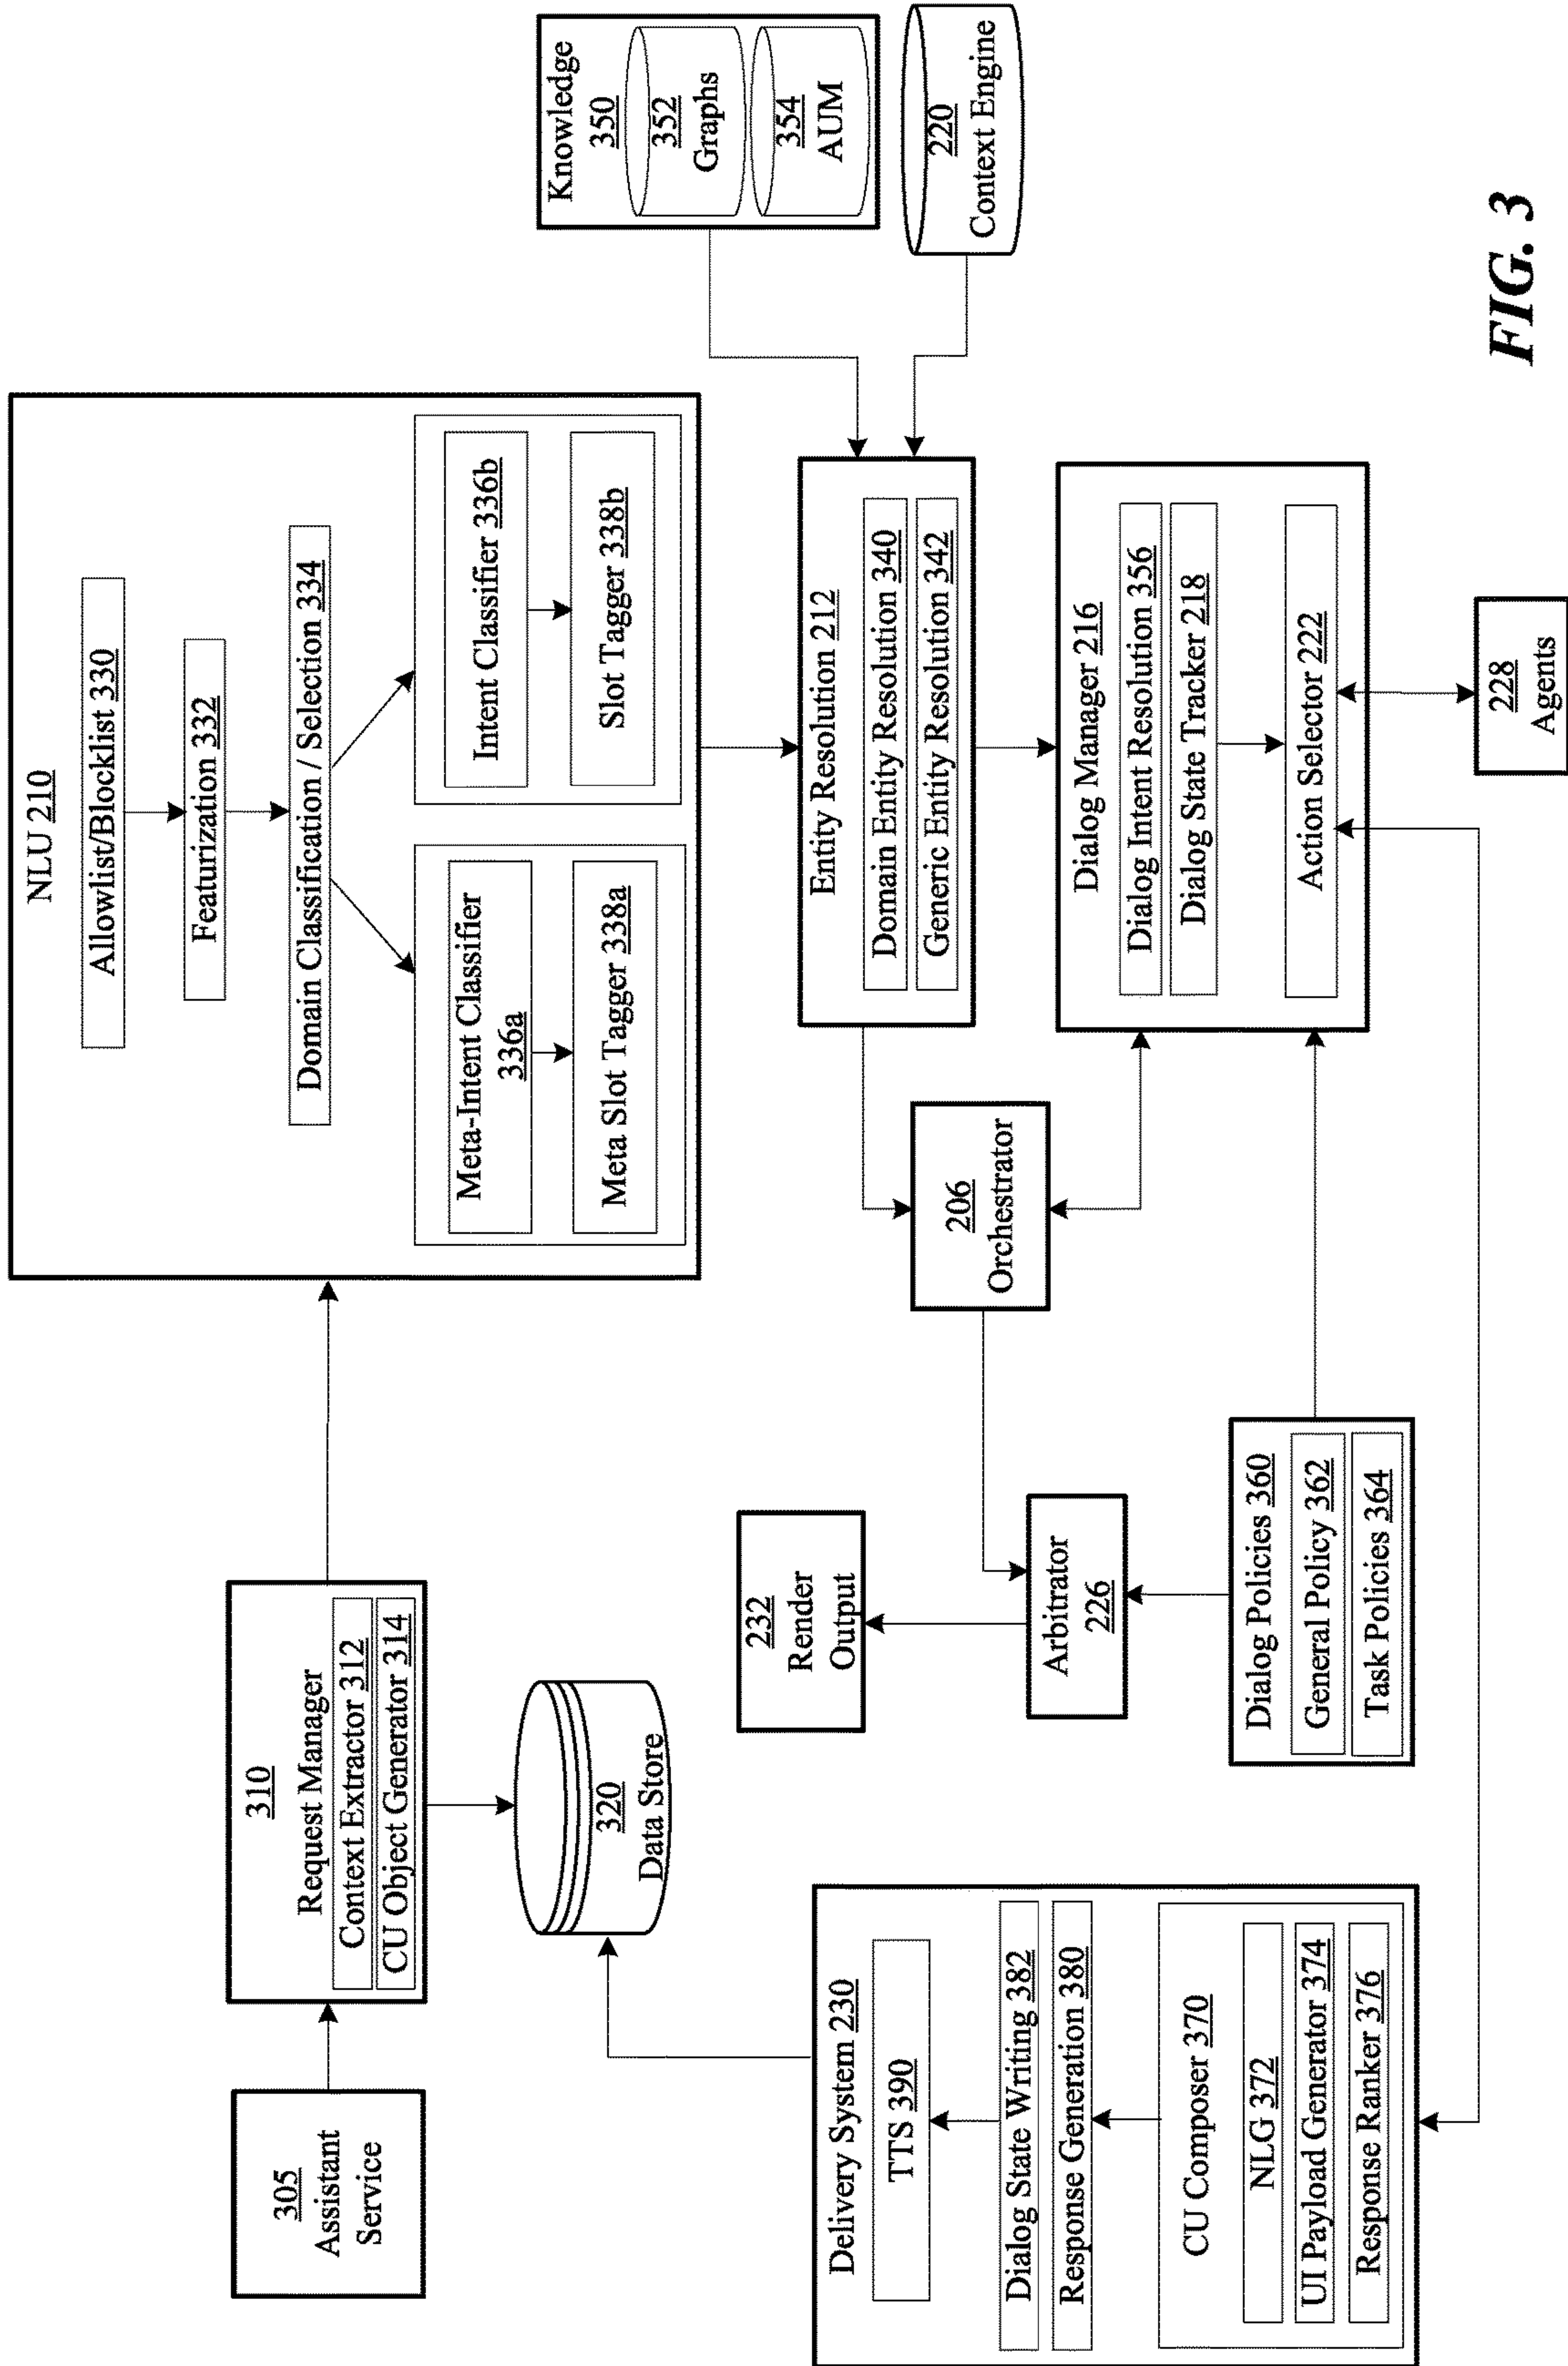 305
Assistant
Service
310
Request Manager
Context Extractor 312
CU Object Generator 314
320
Data Store
NLU 210
Allowlist/Blocklist 330
Featurization 332
Domain Classification / Selection 334
Meta-Intent Classifier
336a
Meta Slot Tagger 338a
Intent Classifier 336b
Slot Tagger 338b
Knowledge
350
352
Graphs
354
AUM
220
Context Engine
Entity Resolution 212
Domain Entity Resolution 340
Generic Entity Resolution 342
206
Orchestrator
232
Render
Output
Arbitrator
226
Dialog Manager 216
Dialog Intent Resolution 356
Dialog State Tracker 218
Action Selector 222
Dialog Policies 360
General Policy 362
Task Policies 364
Delivery System 230
TTS 390
Dialog State Writing 382
Response Generation 380
CU Composer 370
NLG 372
UI Payload Generator 374
Response Ranker 376
228
Agents
FIG. 3